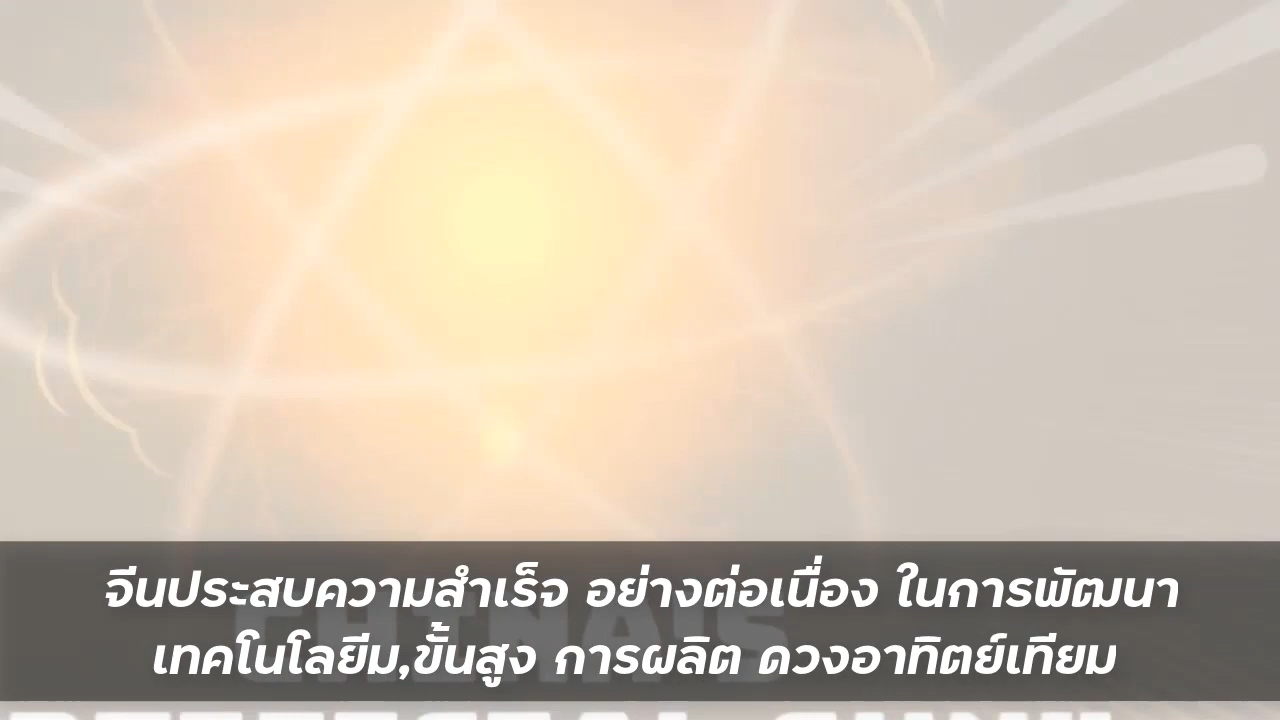 จีนประสบความสำเร็จ อย่างต่อเนื่อง ในการพัฒนา
เทคโนโลยีม,ขั้นสูง การผลิต ดวงอาทิตย์เทียม
CHINA'S